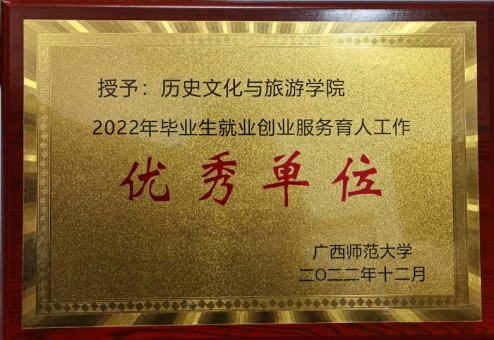 授予：历史文化与旅游学院
2022年毕业生就业创业服务育人工作
优秀单位
广西师范大学
二〇二二年十二月